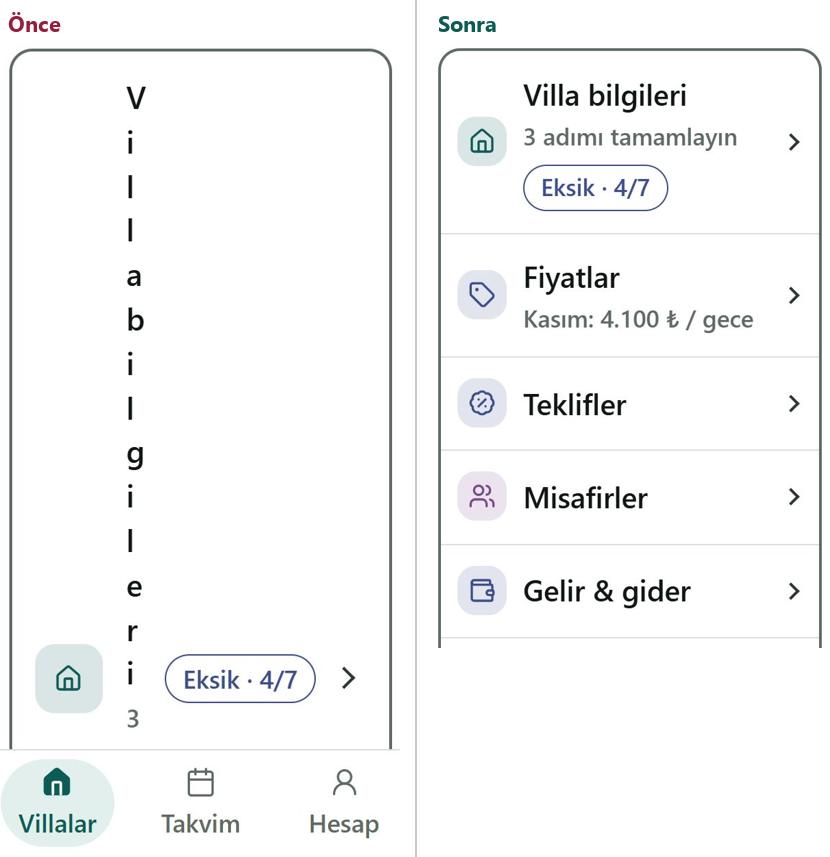 Önce
V
i
l
l
a
b
i
l
g
i
l
e
r
i
3
Eksik · 4/7
Villalar
Takvim
Hesap
Sonra
Villa bilgileri
3 adımı tamamlayın
Eksik · 4/7
Fiyatlar
Kasım: 4.100 ₺ / gece
Teklifler
Misafirler
Gelir & gider